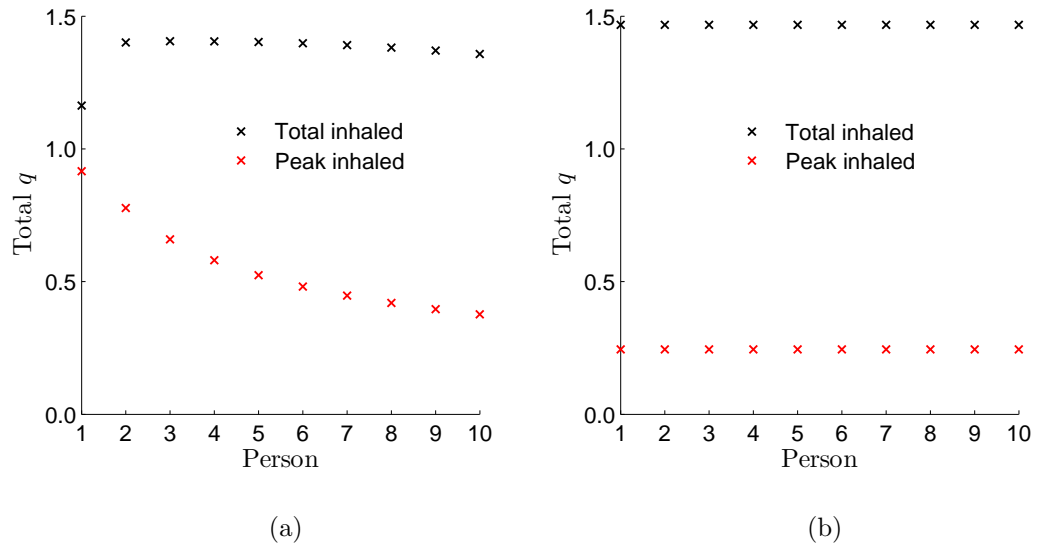 1.5
1.0
0.5
0.0
Total q
Total inhaled
Peak inhaled
1 2 3 4 5 6 7 8 9 10
Person
(a)
1.5
1.0
0.5
0.0
Total q
Total inhaled
Peak inhaled
1 2 3 4 5 6 7 8 9 10
Person
(b)